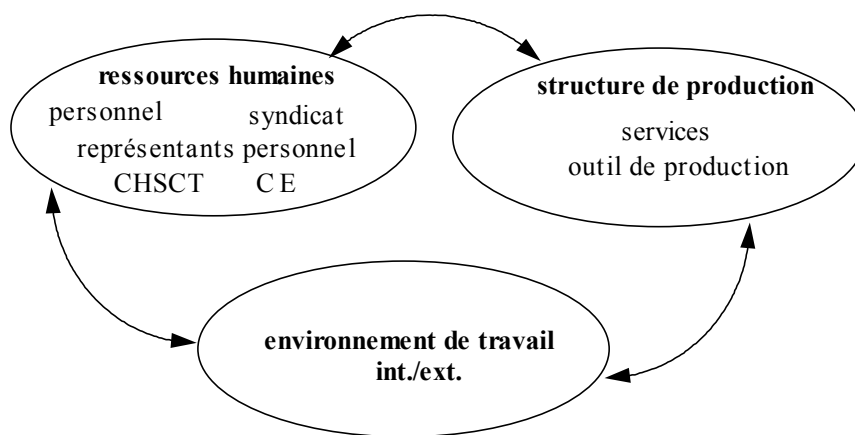 ressources humaines
personnel syndicat
représentants personnel
CHSCT CE
structure de production
services
outil de production
environnement de travail
int./ext.